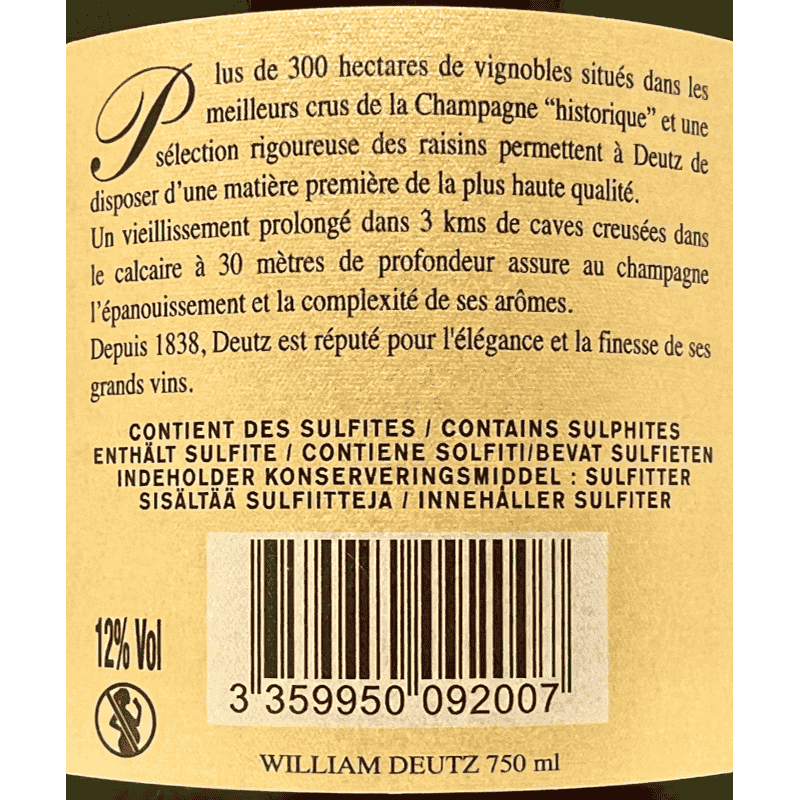 Plus de 300 hectares de vignobles situés dans les
meilleurs crus de la Champagne “historique” et une
sélection rigoureuse des raisins permettent à Deutz de
disposer d’une matière première de la plus haute qualité.
Un vieillissement prolongé dans 3 kms de caves creusées dans
le calcaire à 30 mètres de profondeur assure au champagne
l’épanouissement et la complexité de ses arômes.
Depuis 1838, Deutz est réputé pour l'élégance et la finesse de ses
grands vins.
CONTIENT DES SULFITES / CONTAINS SULPHITES
ENTHÄLT SULFITE / CONTIENE SOLFITI/BEVAT SULFIETEN
INDEHOLDER KONSERVERINGSMIDDEL : SULFITTER
SISÄLTÄÄ SULFIITTEJA / INNEHÅLLER SULFITER
12% Vol
3 359950 092007
WILLIAM DEUTZ 750 ml